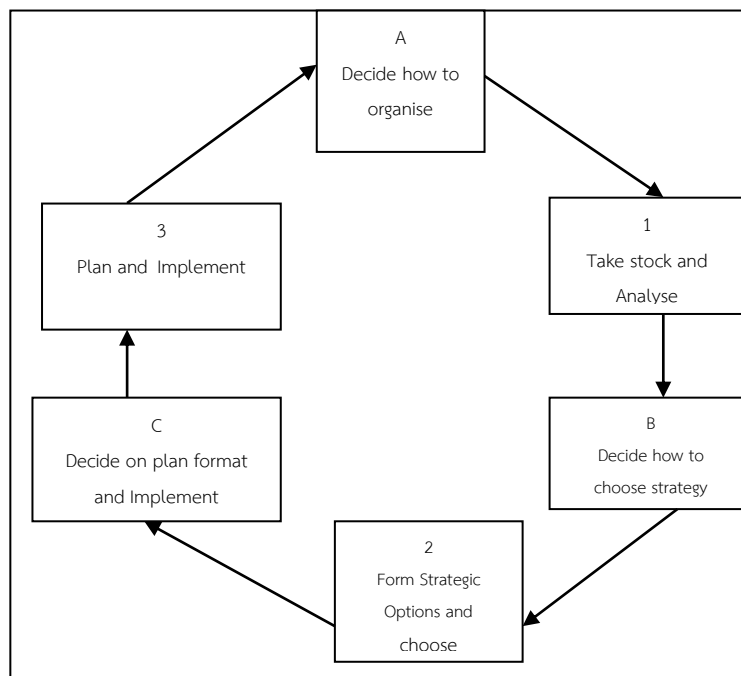 A
Decide how to
organise
1
Take stock and
Analyse
B
Decide how to
choose strategy
2
Form Strategic
Options and
choose
C
Decide on plan format
and Implement
3
Plan and Implement